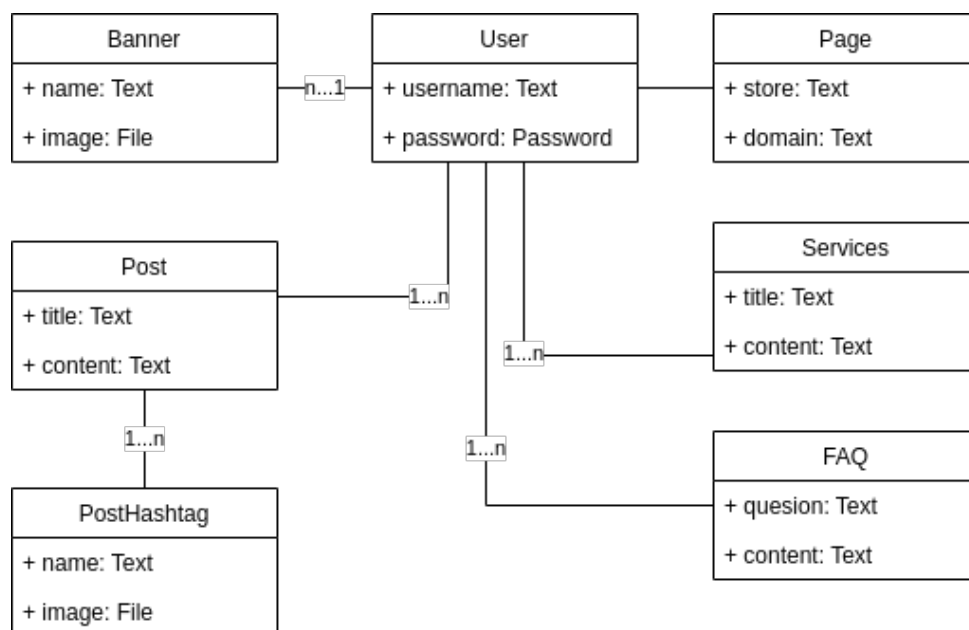 Banner
+ name: Text
+ image: File
n...1
User
+ username: Text
+ password: Password
Page
+ store: Text
+ domain: Text
Post
+ title: Text
+ content: Text
1...n
Services
+ title: Text
+ content: Text
1...n
1...n
PostHashtag
+ name: Text
+ image: File
1...n
FAQ
+ quesion: Text
+ content: Text